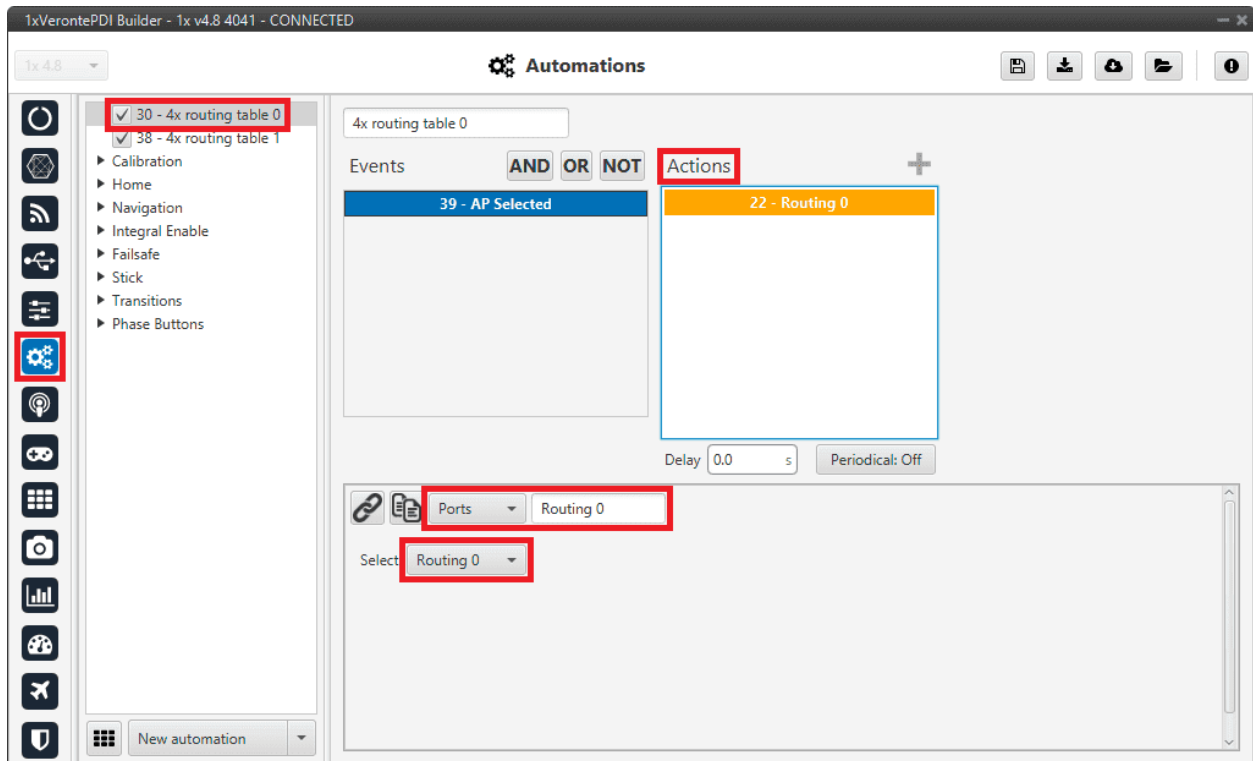 1xVerontePDI Builder - 1x v4.8 4041 - CONNECTED
1x 4.8
Automations
30 - 4x routing table 0
38 - 4x routing table 1
Calibration
Home
Navigation
Integral Enable
Failsafe
Stick
Transitions
Phase Buttons
New automation
4x routing table 0
Events AND OR NOT Actions
39 - AP Selected
22 - Routing 0
Delay 0.0 s Periodical: Off
Ports Routing 0
Select Routing 0